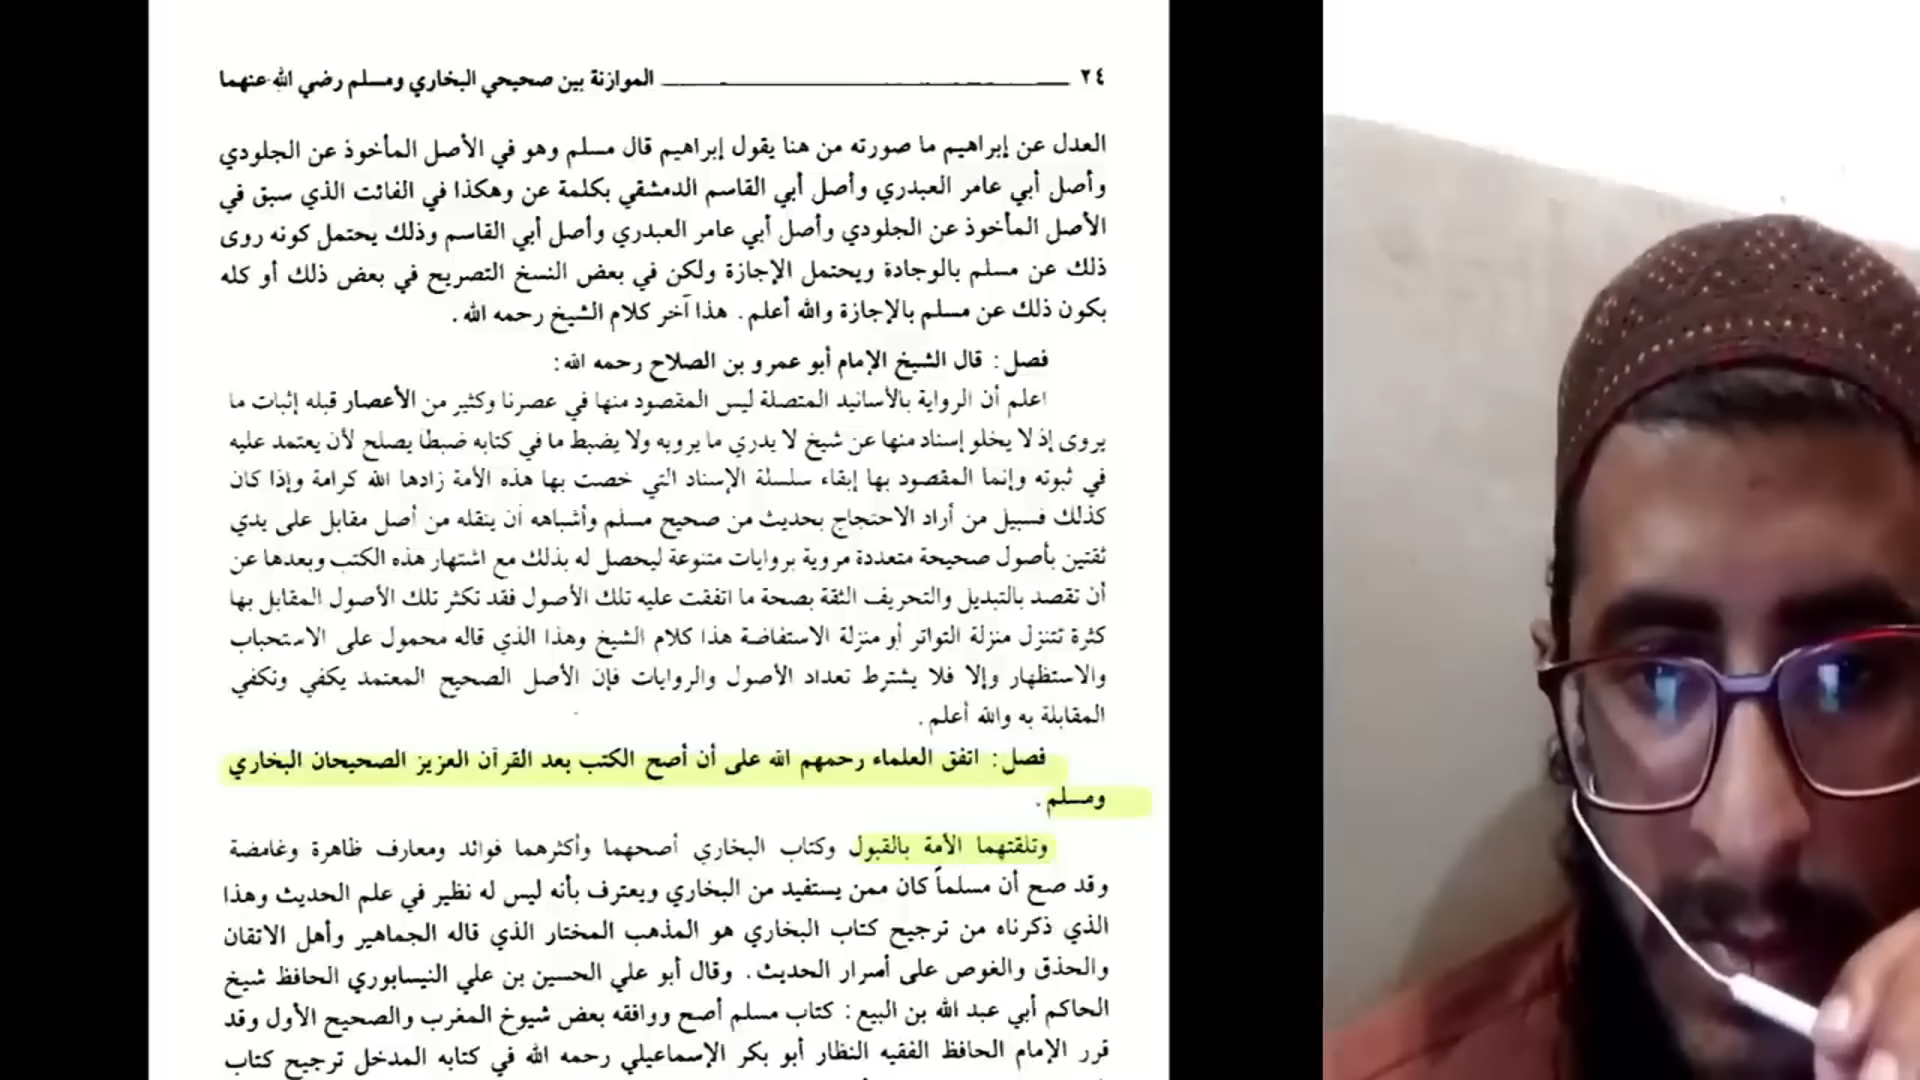 ٢٤ الموازنة بين صحيحي البخاري ومسلم رضي الله عنهما
العدل عن إبراهيم ما صورته من هنا يقول إبراهيم قال مسلم وهو في الأصل المأخوذ عن الجلودي
وأصل أبي عامر العبدري وأصل أبي القاسم الدمشقي بكلمة عن وهكذا في الفائت الذي سبق في
الأصل المأخوذ عن الجلودي وأصل أبي عامر العبدري وأصل أبي القاسم وذلك يحتمل كونه روى
ذلك عن مسلم بالوجادة ويحتمل الإجازة ولكن في بعض النسخ التصريح في بعض ذلك أو كله
بكون ذلك عن مسلم بالإجازة والله أعلم. هذا آخر كلام الشيخ رحمه الله.
فصل: قال الشيخ الإمام أبو عمرو بن الصلاح رحمه الله:
اعلم أن الرواية بالأسانيد المتصلة ليس المقصود منها في عصرنا وكثير من الأعصار قبله إثبات ما
يروى إذ لا يخلو إسناد منها عن شيخ لا يدري ما يرويه ولا يضبط ما في كتابه ضبطا يصلح لأن يعتمد عليه
في ثبوته وإنما المقصود بها إبقاء سلسلة الإسناد التي خصت بها هذه الأمة زادها الله كرامة وإذا كان
كذلك فسبيل من أراد الاحتجاج بحديث من صحيح مسلم وأشباهه أن ينقله من أصل مقابل على يدي
ثقتين بأصول صحيحة متعددة مروية بروايات متنوعة ليحصل له بذلك مع اشتهار هذه الكتب وبعدها عن
أن تقصد بالتبديل والتحريف الثقة بصحة ما اتفقت عليه تلك الأصول فقد تكثر تلك الأصول المقابل بها
كثرة تتنزل منزلة التواتر أو منزلة الاستفاضة هذا كلام الشيخ وهذا الذي قاله محمول على الاستحباب
والاستظهار وإلا فلا يشترط تعداد الأصول والروايات فإن الأصل الصحيح المعتمد يكفي وتكفي
المقابلة به والله أعلم.
فصل: اتفق العلماء رحمهم الله على أن أصح الكتب بعد القرآن العزيز الصحيحان البخاري
ومسلم.
وتلقتهما الأمة بالقبول وكتاب البخاري أصحهما وأكثرهما فوائد ومعارف ظاهرة وغامضة
وقد صح أن مسلماً كان ممن يستفيد من البخاري ويعترف بأنه ليس له نظير في علم الحديث وهذا
الذي ذكرناه من ترجيح كتاب البخاري هو المذهب المختار الذي قاله الجماهير وأهل الاتقان
والحذق والغوص على أسرار الحديث. وقال أبو علي الحسين بن علي النيسابوري الحافظ شيخ
الحاكم أبي عبد الله بن البيع: كتاب مسلم أصح ووافقه بعض شيوخ المغرب والصحيح الأول وقد
قرر الإمام الحافظ الفقيه النظار أبو بكر الإسماعيلي رحمه الله في كتابه المدخل ترجيح كتاب